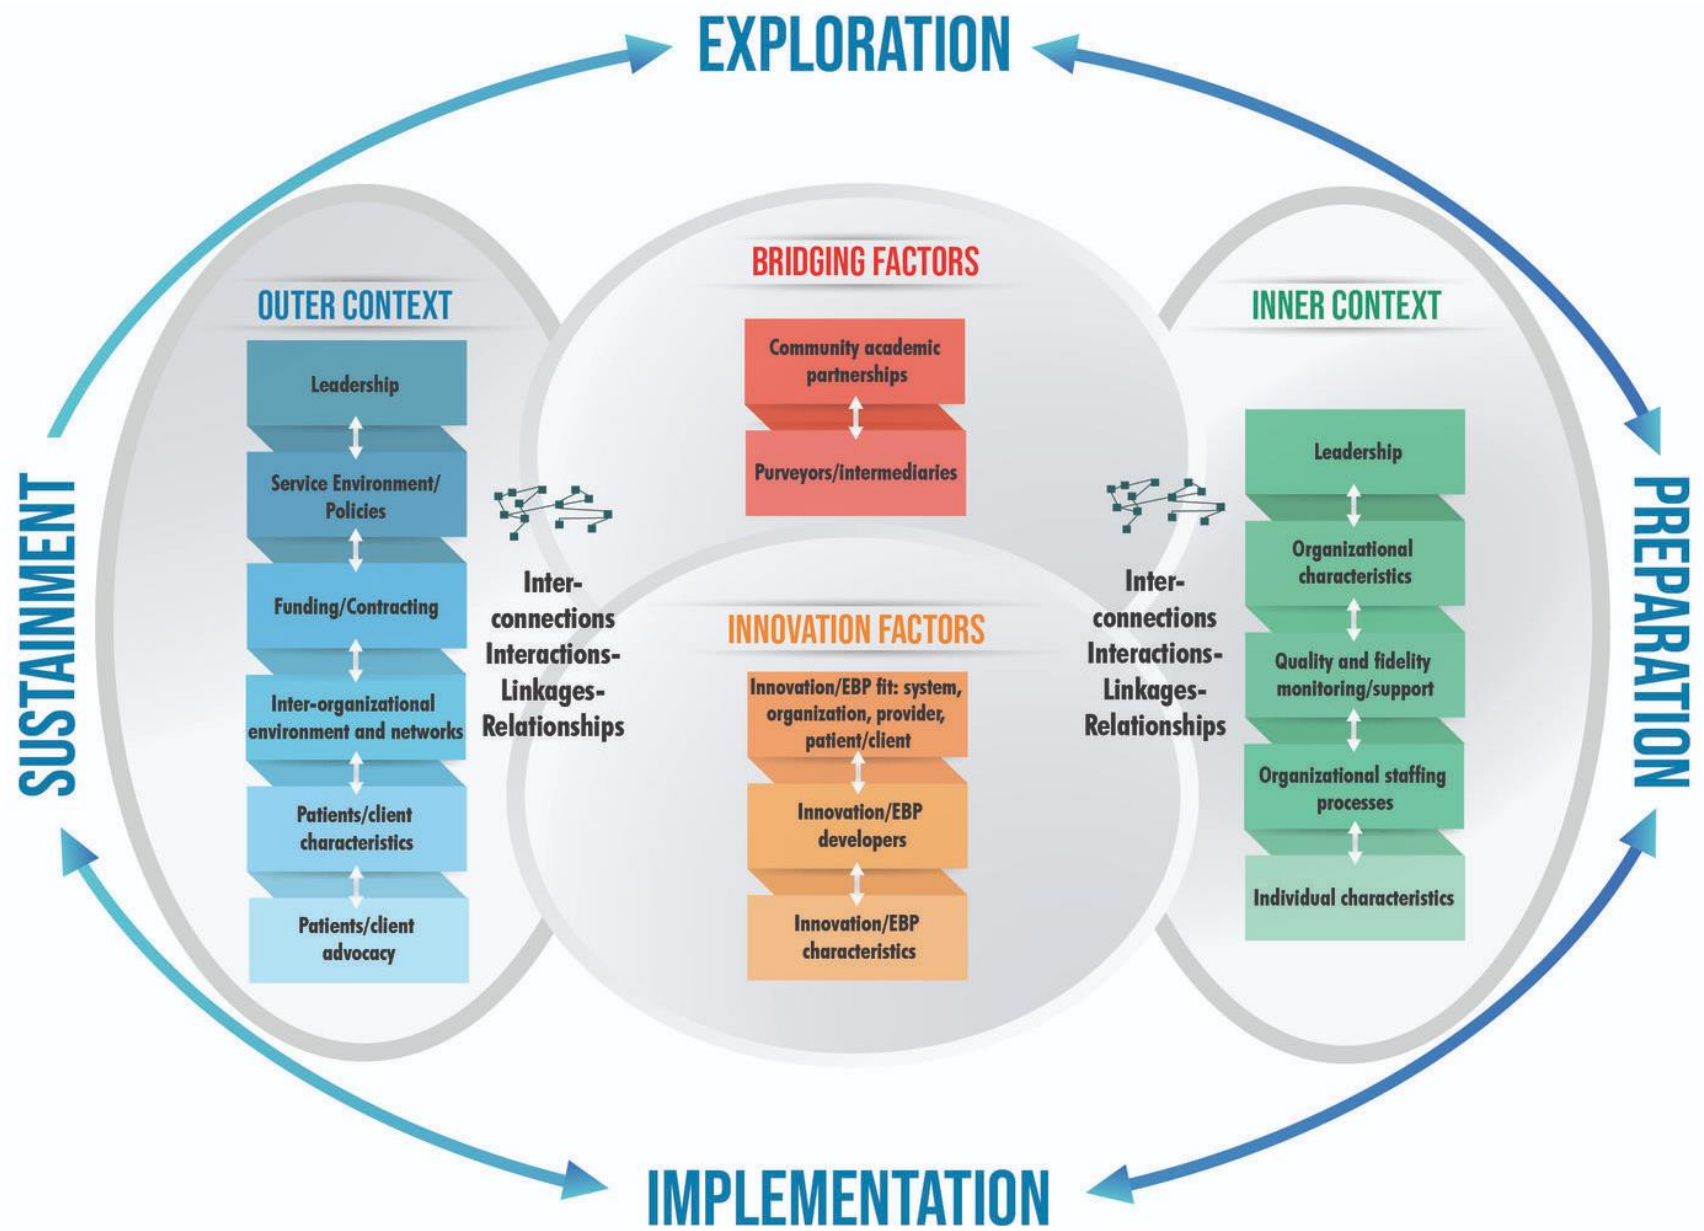 EXPLORATION
SUSTAINMENT
OUTER CONTEXT
Leadership
Service Environment/
Policies
Funding/Contracting
Inter-organizational
environment and networks
Patients/client
characteristics
Patients/client
advocacy
Inter-
connections
Interactions-
Linkages-
Relationships
BRIDGING FACTORS
Community academic
partnerships
Purveyors/intermediaries
INNOVATION FACTORS
Innovation/EBP fit: system,
organization, provider,
patient/client
Innovation/EBP
developers
Innovation/EBP
characteristics
Inter-
connections
Interactions-
Linkages-
Relationships
INNER CONTEXT
Leadership
Organizational
characteristics
Quality and fidelity
monitoring/support
Organizational staffing
processes
Individual characteristics
PREPARATION
IMPLEMENTATION